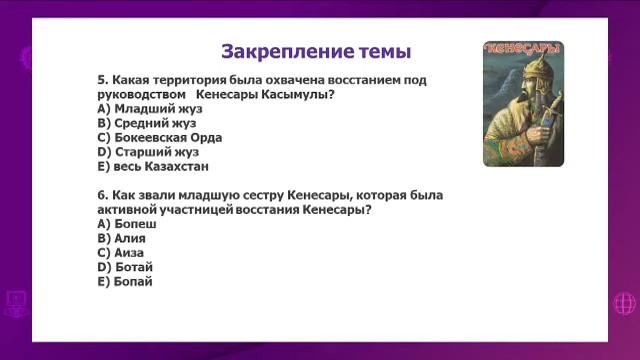 Закрепление темы
КЕНЕСАРЫ
5. Какая территория была охвачена восстанием под
руководством Кенесары Касымулы?
А) Младший жуз
В) Средний жуз
С) Бокеевская Орда
D) Старший жуз
Е) весь Казахстан
6. Как звали младшую сестру Кенесары, которая была
активной участницей восстания Кенесары?
А) Бопеш
В) Алия
С) Аиза
D) Ботай
Е) Бопай